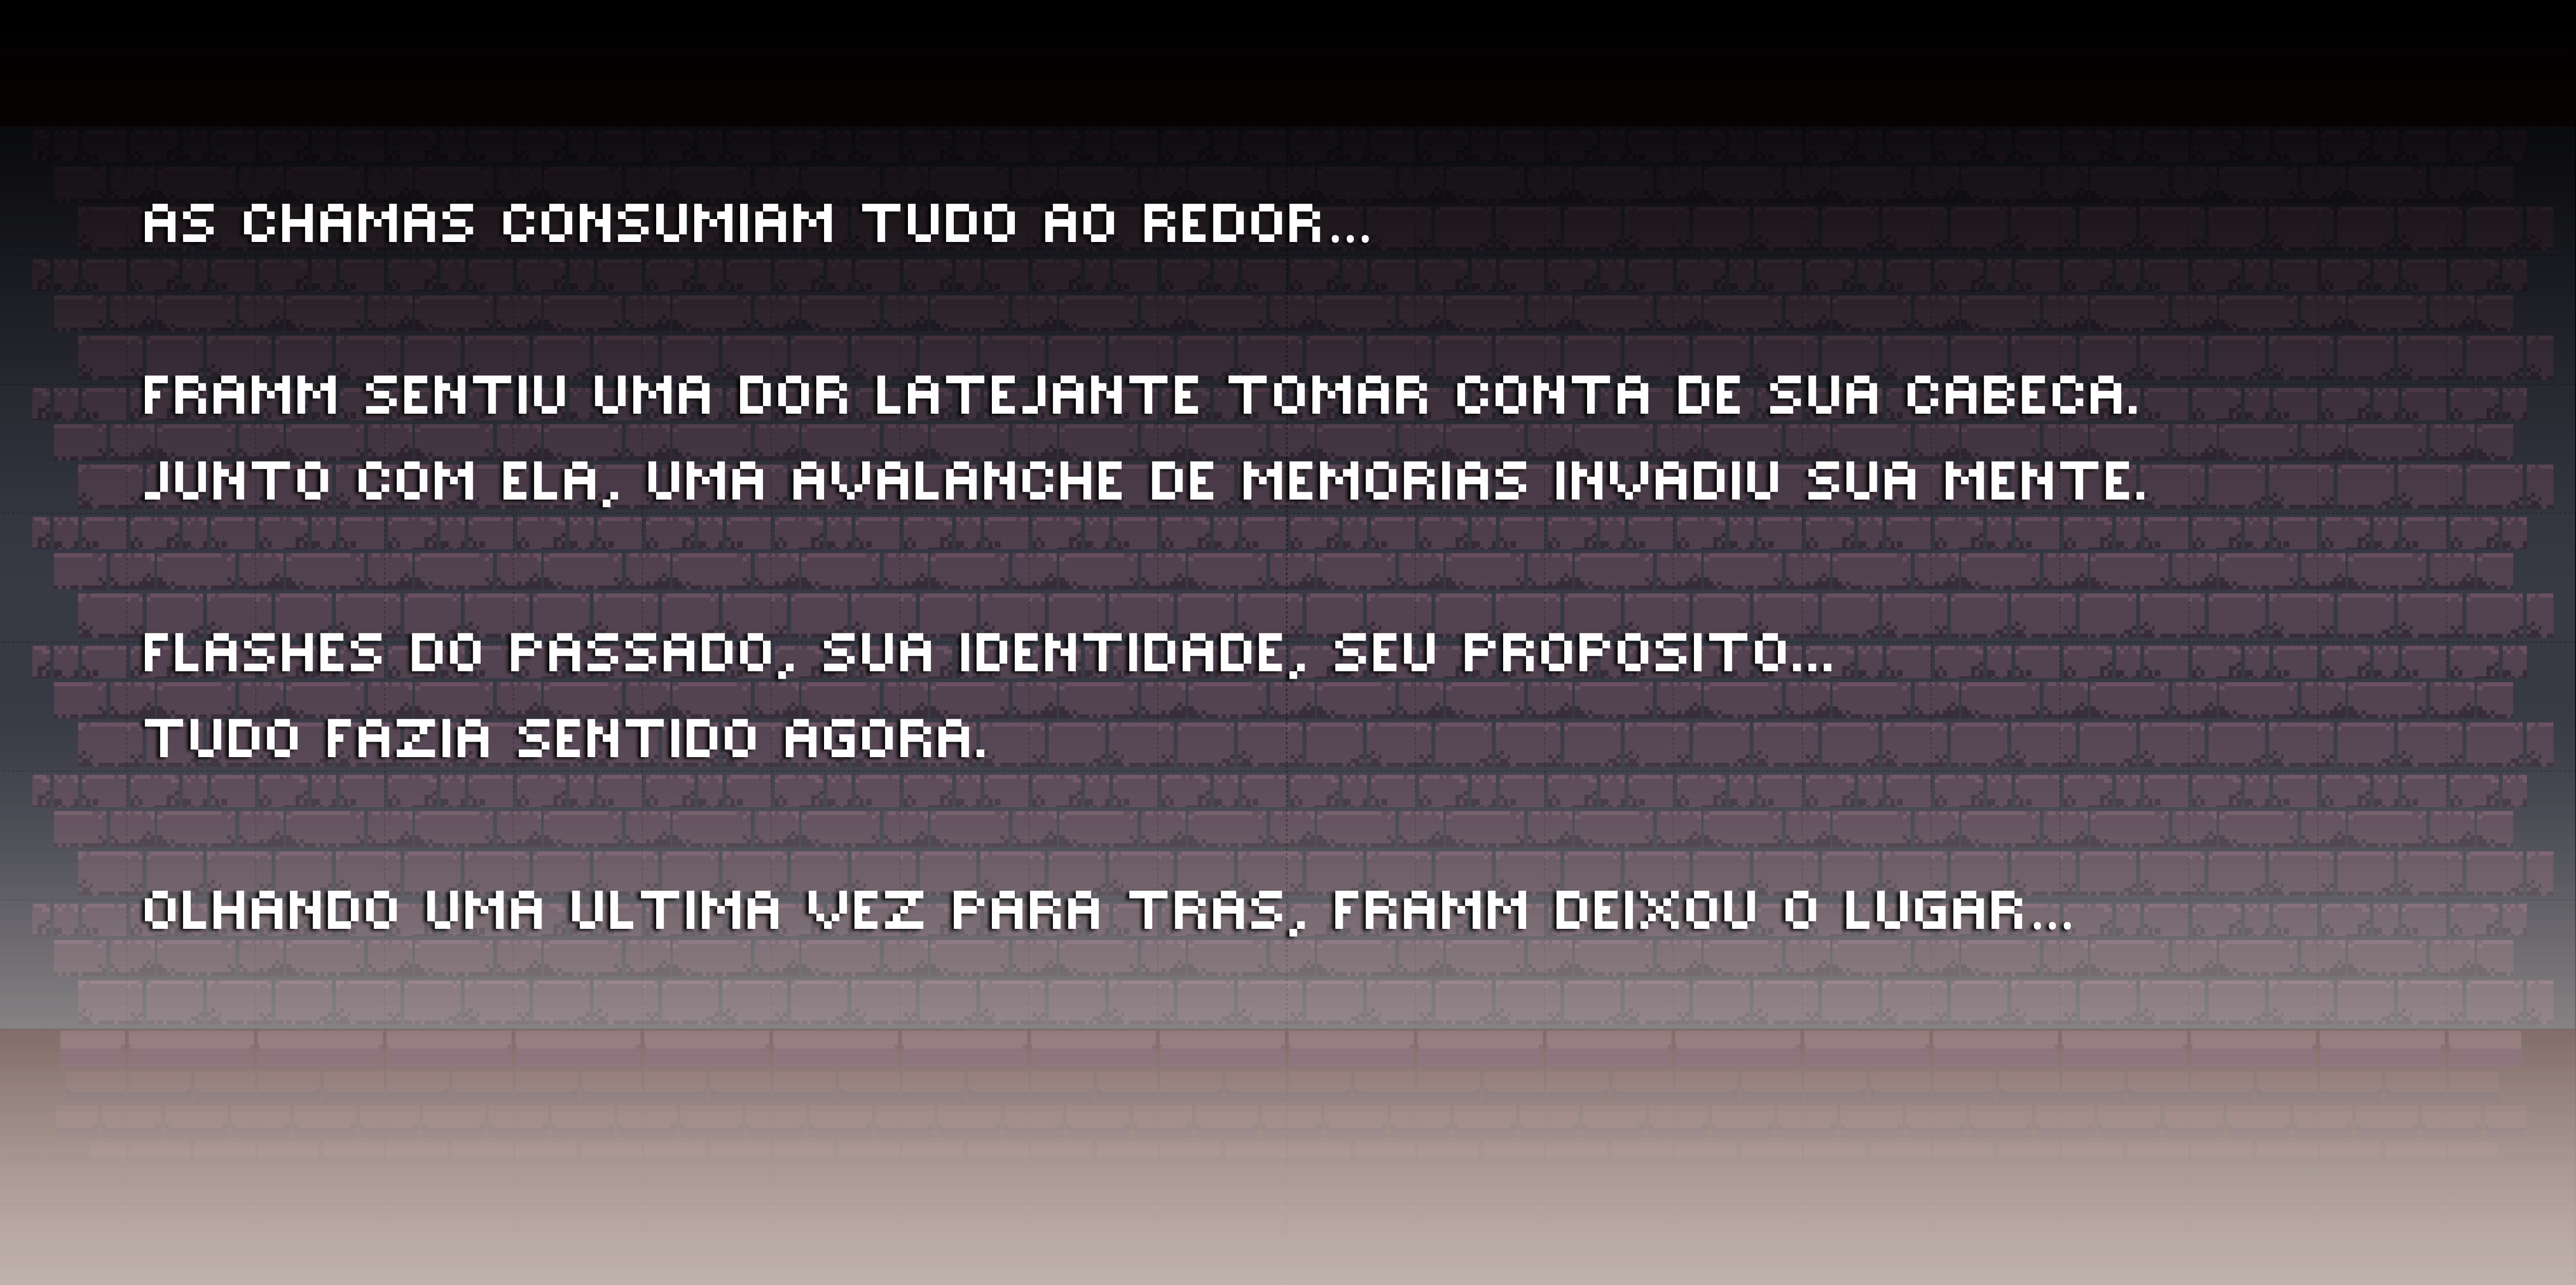 AS CHAMAS CONSUMIAM TUDO AO REDOR...
FRAMM SENTIU UMA DOR LATEJANTE TOMAR CONTA DE SUA CABECA.
JUNTO COM ELA, UMA AVALANCHE DE MEMORIAS INVADIU SUA MENTE.
FLASHES DO PASSADO, SUA IDENTIDADE, SEU PROPOSITO...
TUDO FAZIA SENTIDO AGORA.
OLHANDO UMA ULTIMA VEZ PARA TRAS, FRAMM DEIXOU O LUGAR...